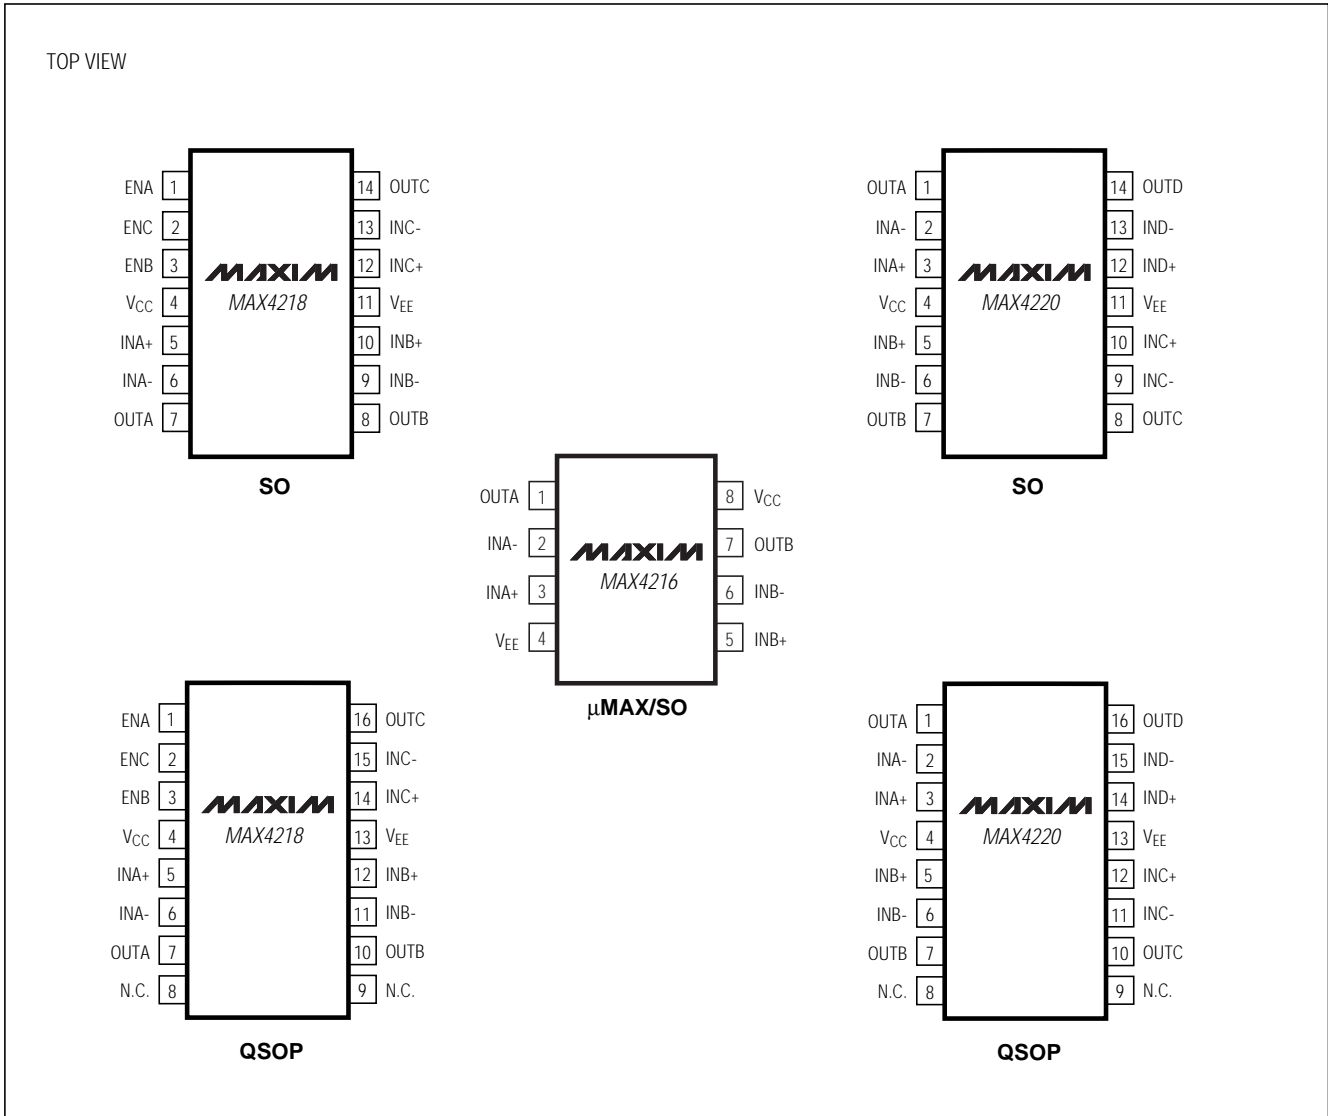 TOP VIEW
ENA 1 14 OUTC
ENC 2 13 INC-
ENB 3 12 INC+
MAXIM
VCC 4 MAX4218 11 VEE
INA+ 5 10 INB+
INA- 6 9 INB-
OUTA 7 8 OUTB
SO
OUTA 1 14 OUTD
INA- 2 13 IND-
INA+ 3 12 IND+
MAXIM
VCC 4 MAX4220 11 VEE
INB+ 5 10 INC+
INB- 6 9 INC-
OUTB 7 8 OUTC
SO
OUTA 1 8 VCC
INA- 2 7 OUTB
MAXIM
MAX4216
INA+ 3 6 INB-
VEE 4 5 INB+
µMAX/SO
ENA 1 16 OUTC
ENC 2 15 INC-
ENB 3 14 INC+
MAXIM
VCC 4 MAX4218 13 VEE
INA+ 5 12 INB+
INA- 6 11 INB-
OUTA 7 10 OUTB
N.C. 8 9 N.C.
QSOP
OUTA 1 16 OUTD
INA- 2 15 IND-
INA+ 3 14 IND+
MAXIM
VCC 4 MAX4220 13 VEE
INB+ 5 12 INC+
INB- 6 11 INC-
OUTB 7 10 OUTC
N.C. 8 9 N.C.
QSOP